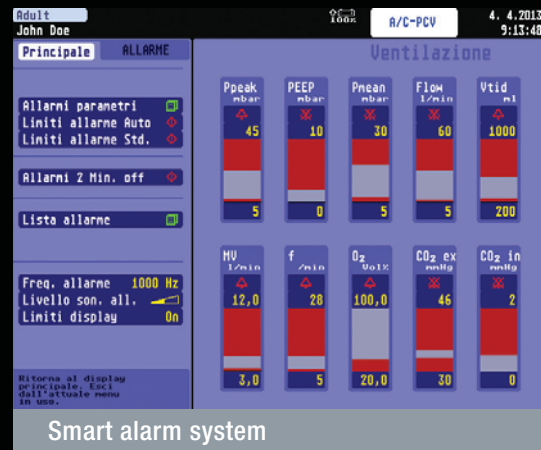 Adult
John Doe
100%
A/C-PCV
4. 4.2013
9:13:48
Principale
ALLARME
Ventilazione
Allarmi parametri
Limiti allarme Auto
Limiti allarme Std.
Allarmi 2 Min. off
Lista allarme
Freq. allarme 1000 Hz
Livello son. all.
Limiti display On
Ritorna al display
principale. Esci
dall'attuale menu
in uso.
Ppeak PEEP Pmean Flow Vtid
mbar mbar mbar l/min ml
45 10 30 60 1000
5 0 5 5 200
MV f O2 CO2 ex CO2 in
l/min /min Vol% mmHg mmHg
12,0 28 100,0 46 2
3,0 5 20,0 30 0
Smart alarm system